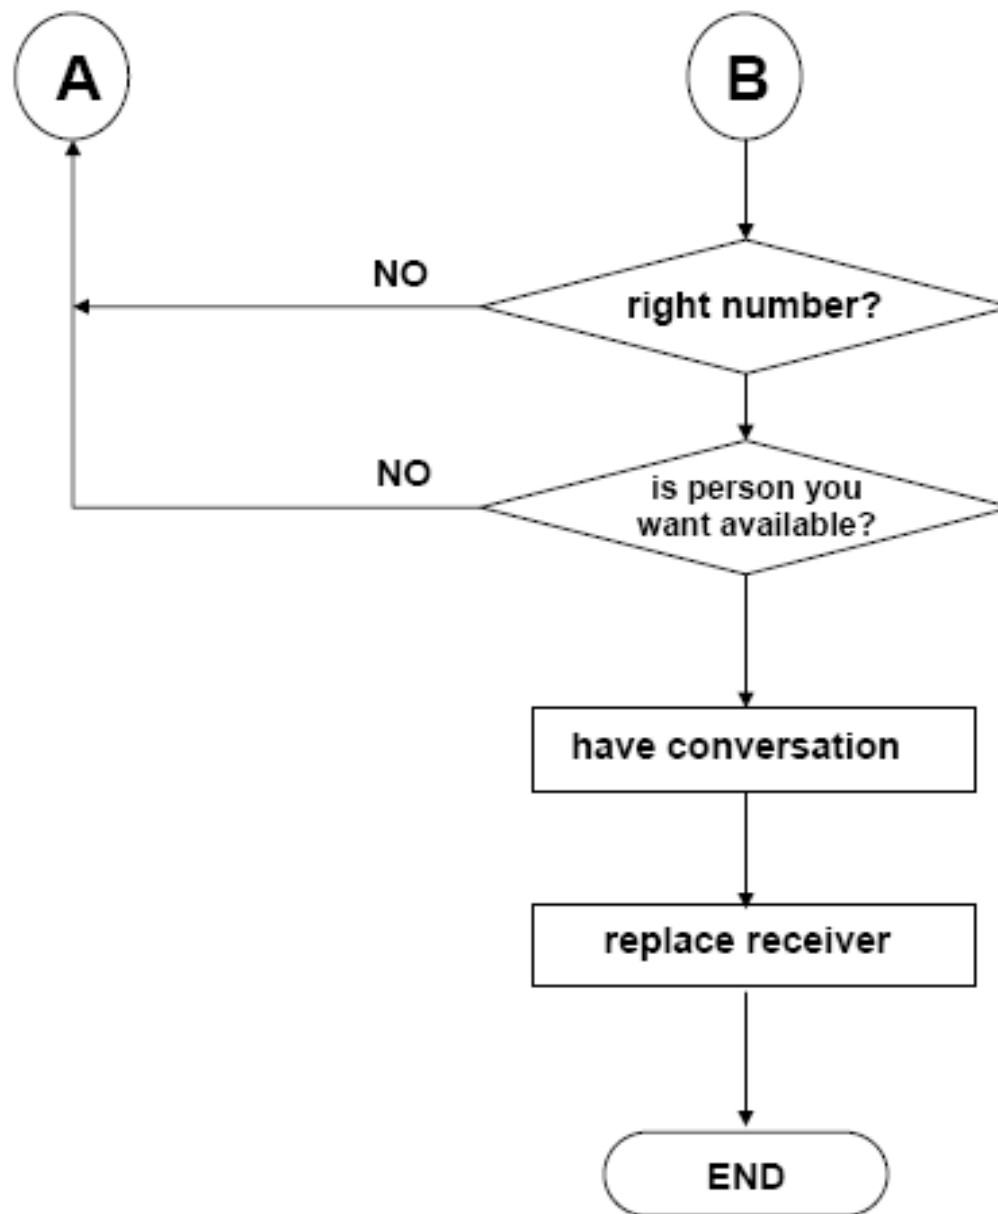 A
B
NO
right number?
NO
is person you
want available?
have conversation
replace receiver
END